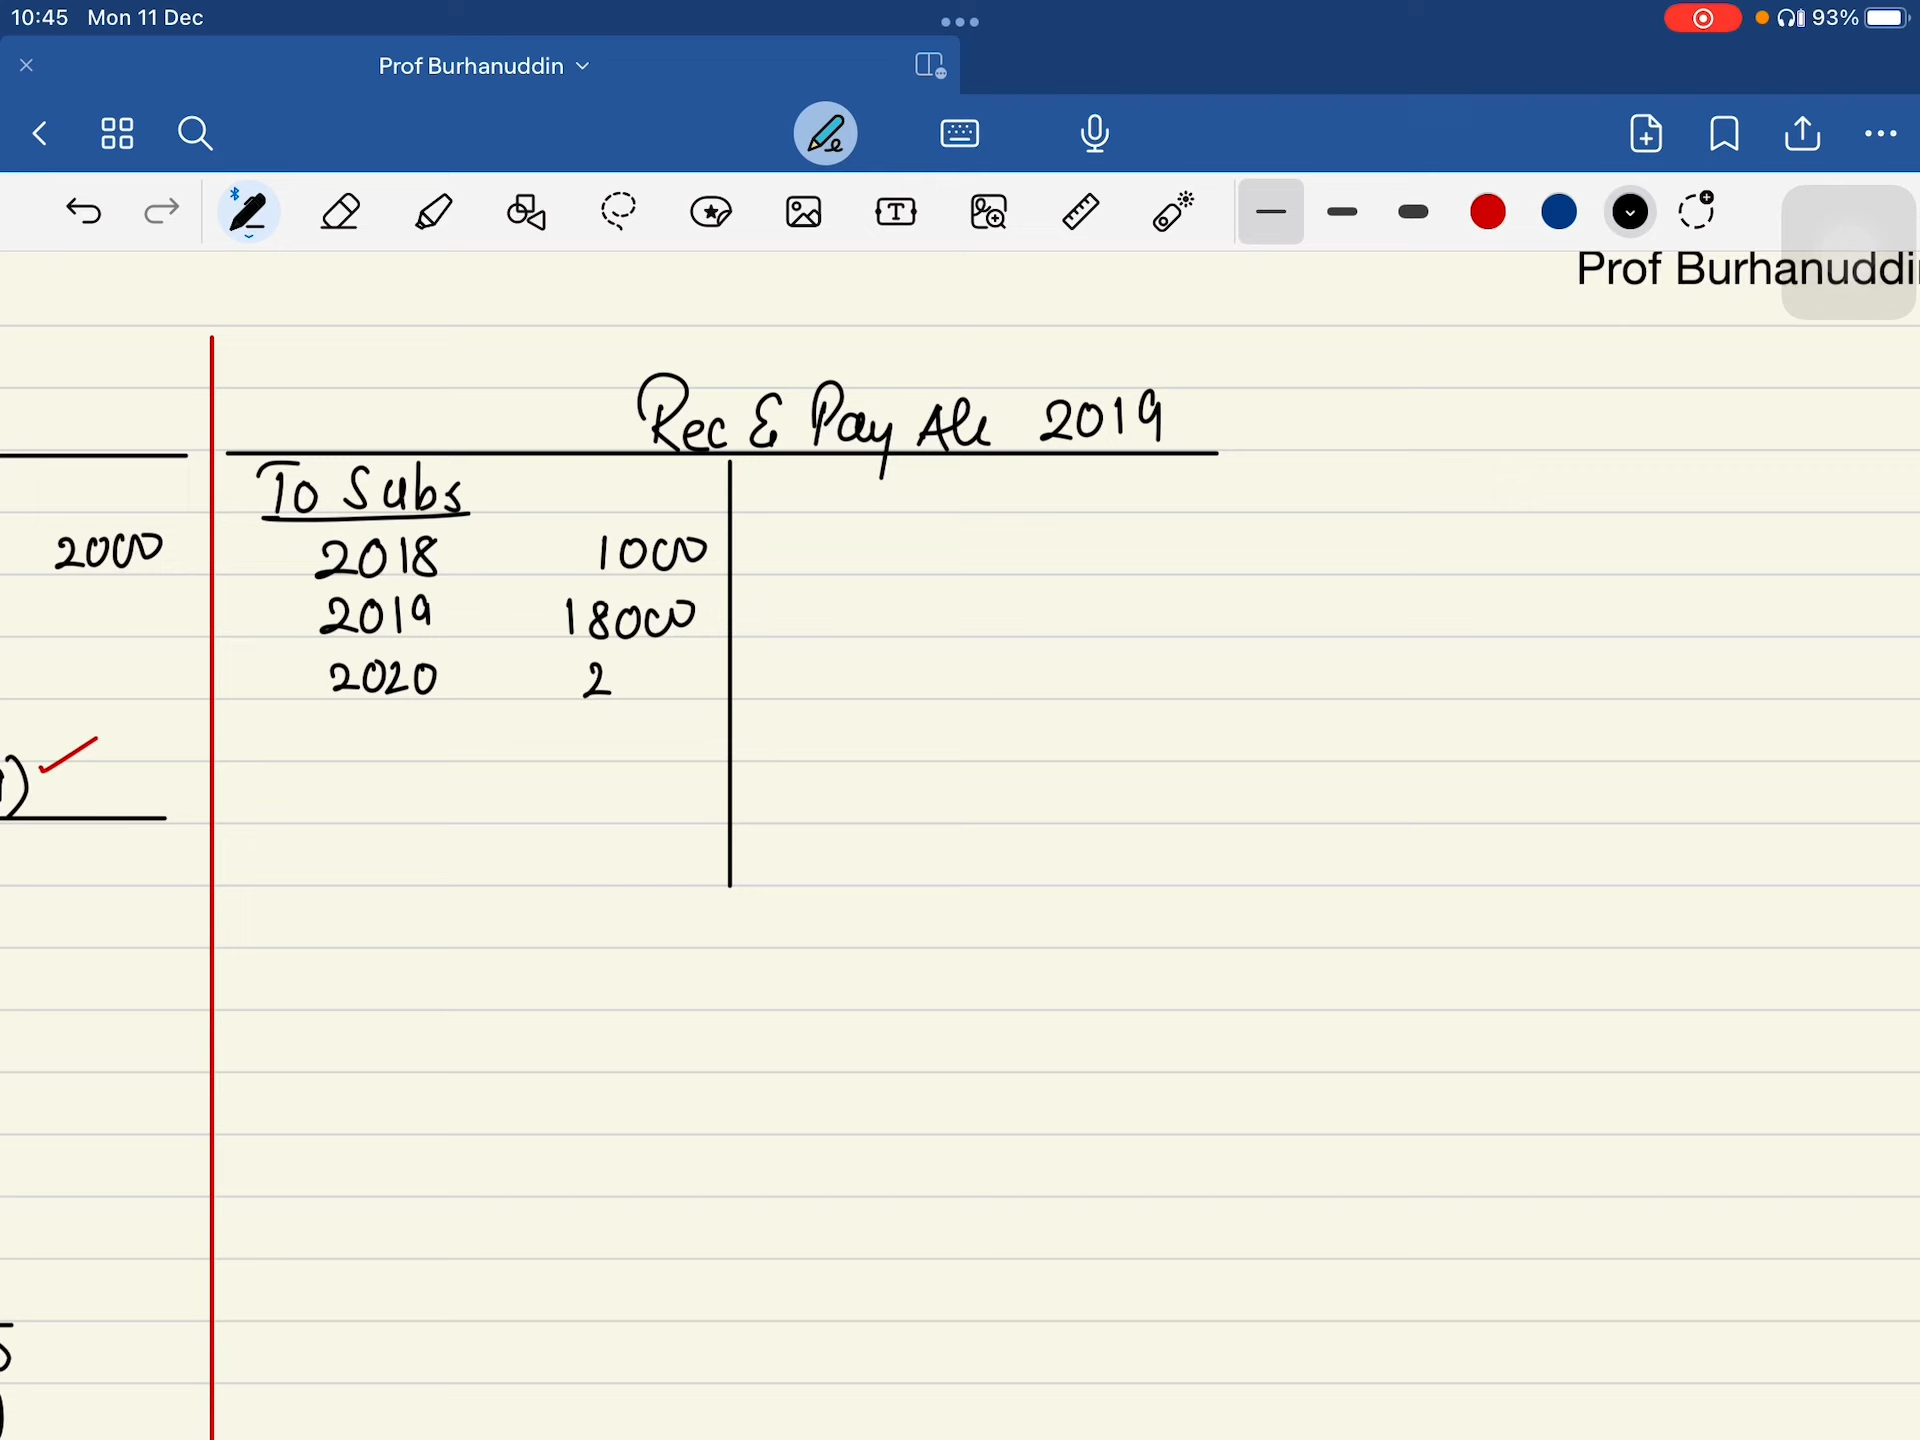 10:45 Mon 11 Dec
93%
Prof Burhanuddin
Prof Burhanuddi
Rec & Pay A/c 2019
To Subs
2000
2018 1000
2019 18000
2020 2